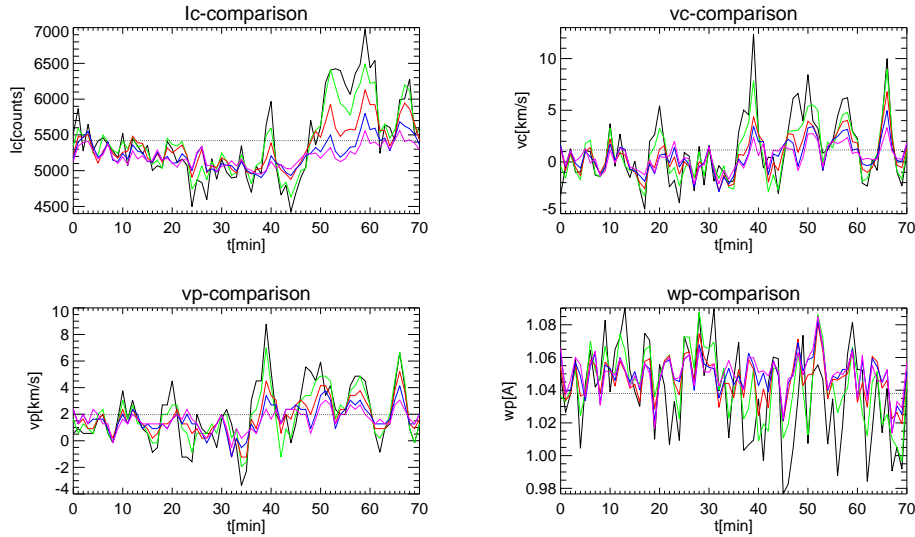 Ic-comparison
Ic[counts]
7000
6500
6000
5500
5000
4500
0 10 20 30 40 50 60 70
t[min]
vc-comparison
vc[km/s]
10
5
0
-5
0 10 20 30 40 50 60 70
t[min]
vp-comparison
vp[km/s]
10
8
6
4
2
0
-2
-4
0 10 20 30 40 50 60 70
t[min]
wp-comparison
wp[A]
1.08
1.06
1.04
1.02
1.00
0.98
0 10 20 30 40 50 60 70
t[min]